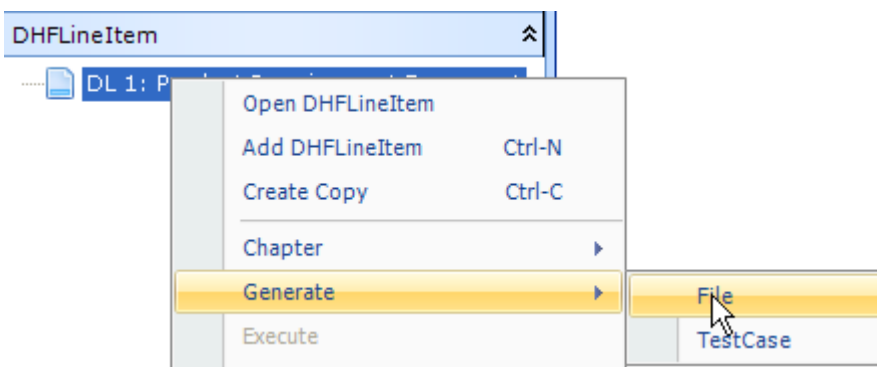 DHFLineItem
DL 1:
Open DHFLineItem
Add DHFLineItem Ctrl-N
Create Copy Ctrl-C
Chapter
Generate
File
Execute
TestCase